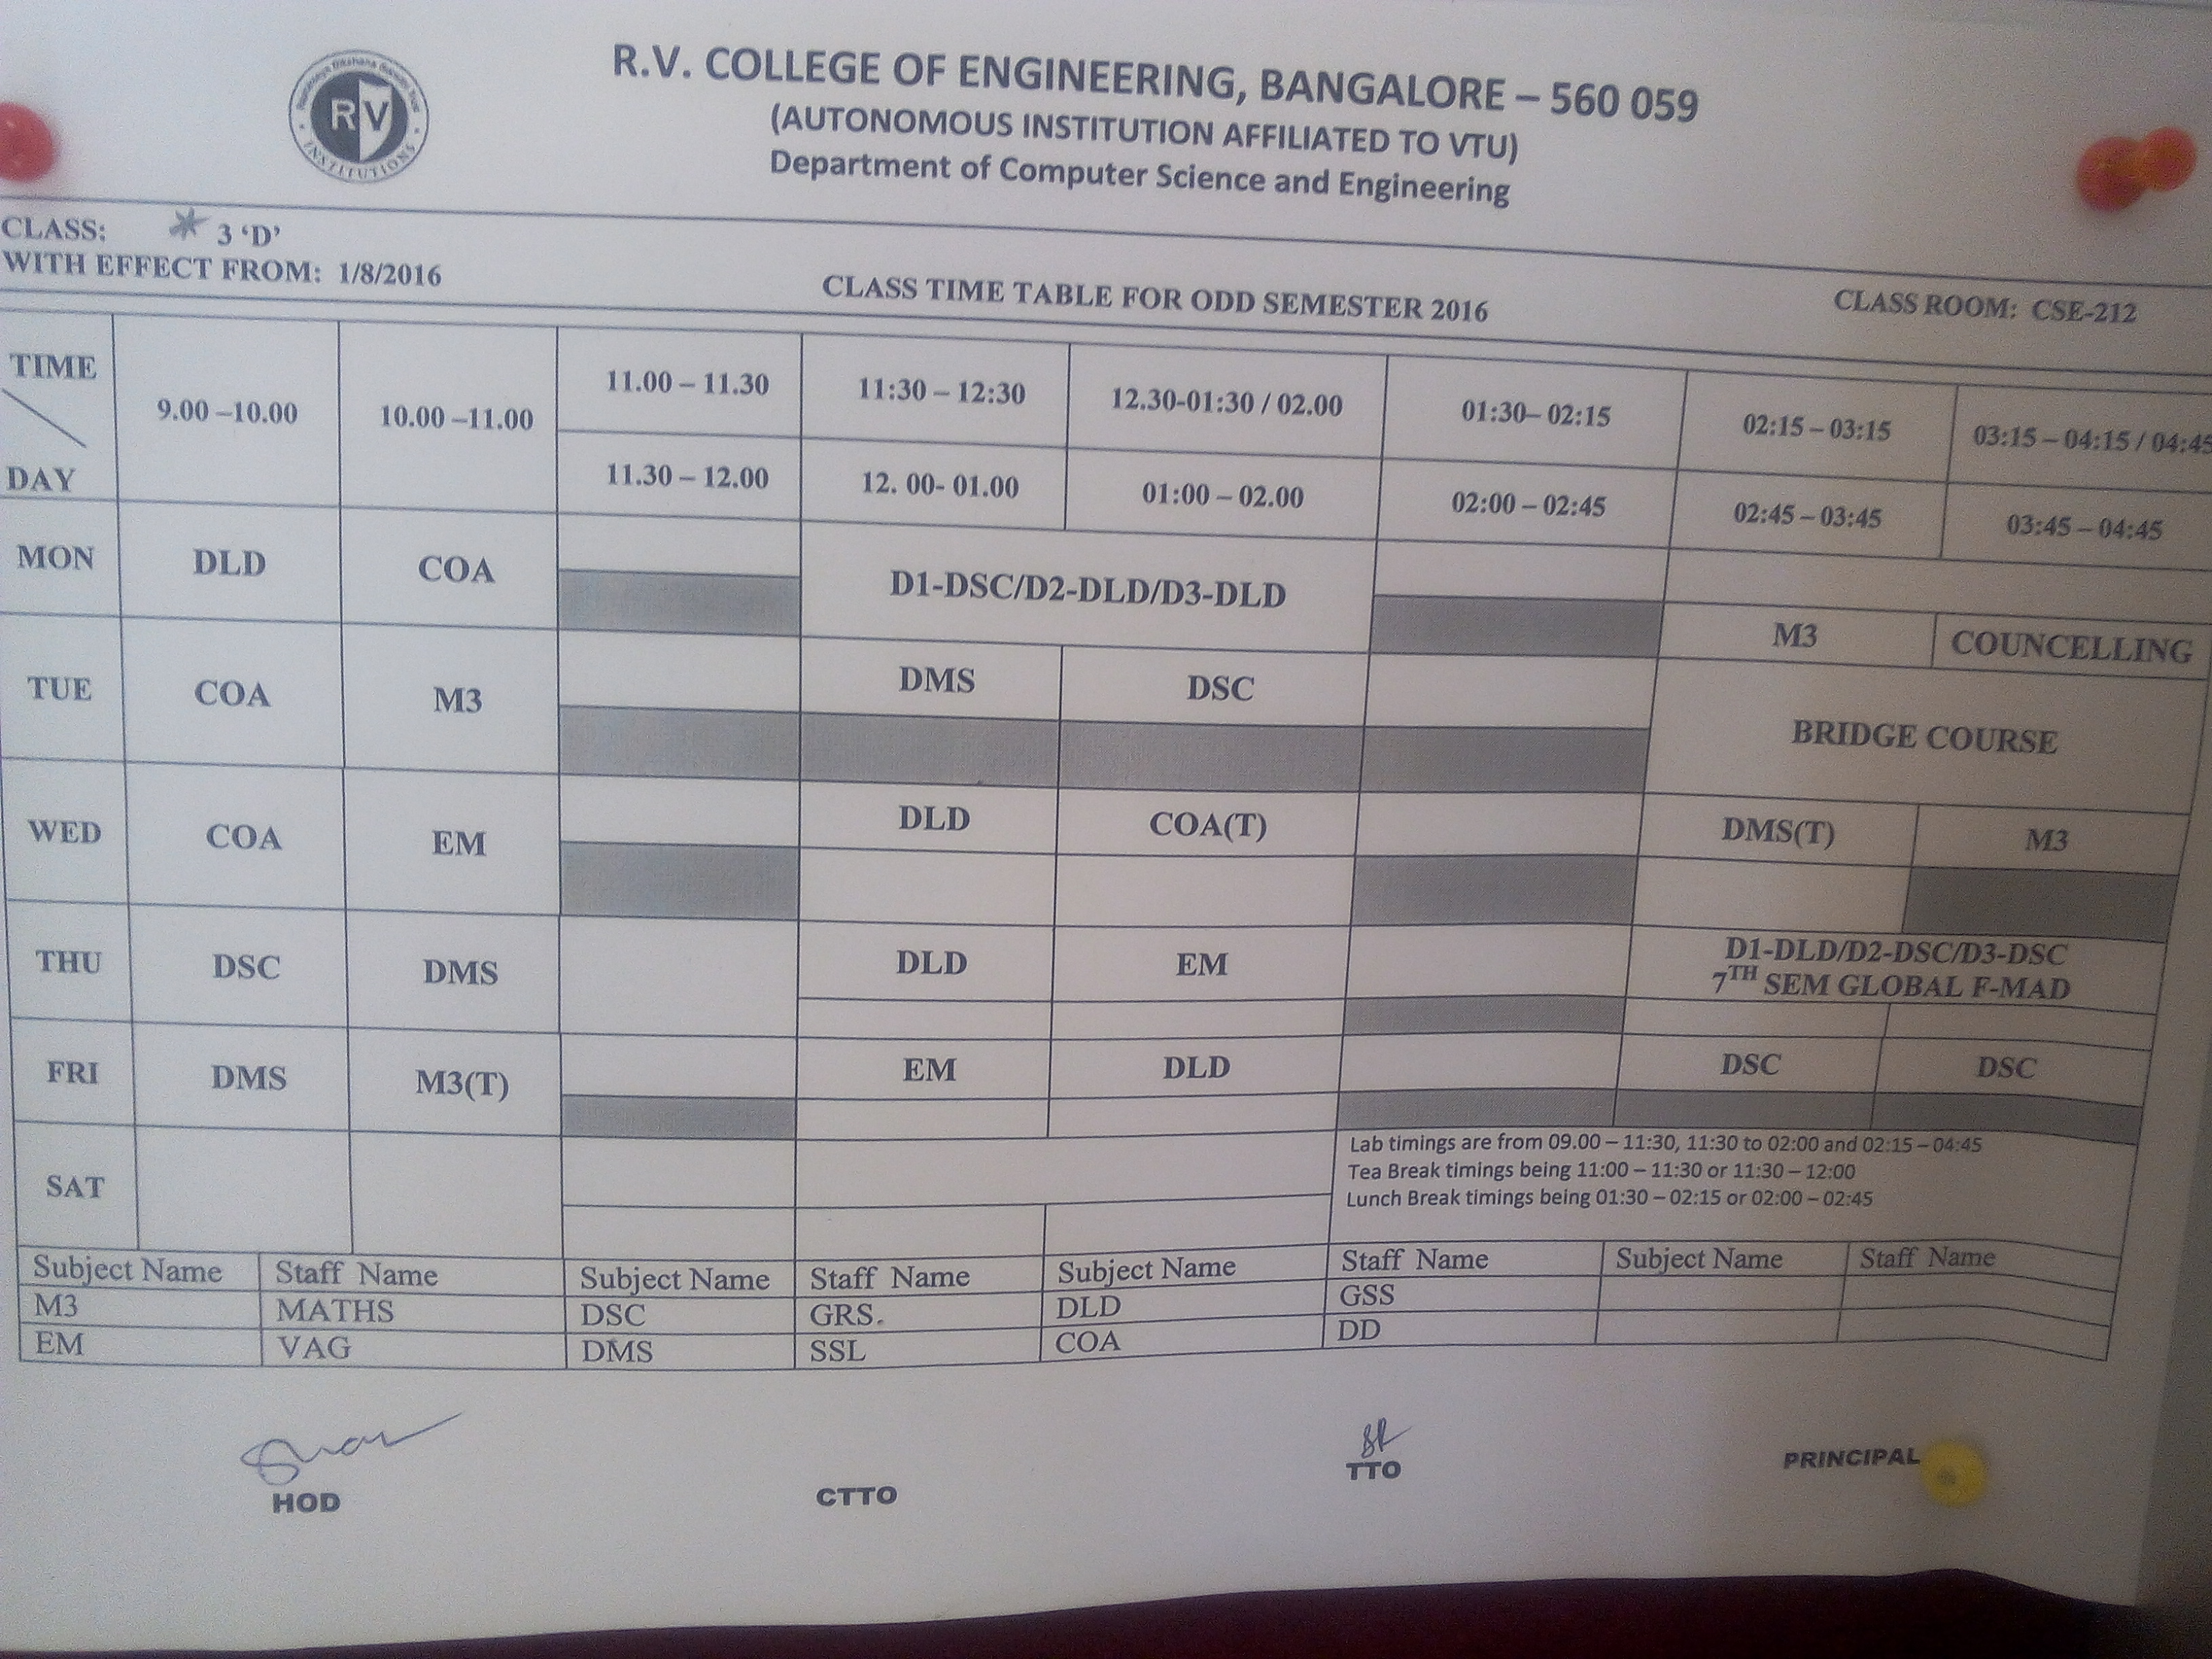 R.V. COLLEGE OF ENGINEERING, BANGALORE – 560 059
(AUTONOMOUS INSTITUTION AFFILIATED TO VTU)
Department of Computer Science and Engineering
RV
INSTITUTIONS
CLASS: * 3 ‘D’
WITH EFFECT FROM: 1/8/2016
CLASS TIME TABLE FOR ODD SEMESTER 2016
CLASS ROOM: CSE-212
TIME
DAY
9.00 –10.00 10.00 –11.00 11.00 – 11.30 11:30 – 12:30 12.30-01:30 / 02.00 01:30– 02:15 02:15 – 03:15 03:15 – 04:15 / 04:45
11.30 – 12.00 12. 00- 01.00 01:00 – 02.00 02:00 – 02:45 02:45 – 03:45 03:45 – 04:45
MON DLD COA D1-DSC/D2-DLD/D3-DLD M3 COUNCELLING
TUE COA M3 DMS DSC BRIDGE COURSE
WED COA EM DLD COA(T) DMS(T) M3
THU DSC DMS DLD EM D1-DLD/D2-DSC/D3-DSC
7TH SEM GLOBAL F-MAD
FRI DMS M3(T) EM DLD DSC DSC
SAT
Lab timings are from 09.00 – 11:30, 11:30 to 02:00 and 02:15 – 04:45
Tea Break timings being 11:00 – 11:30 or 11:30 – 12:00
Lunch Break timings being 01:30 – 02:15 or 02:00 – 02:45
Subject Name Staff Name Subject Name Staff Name Subject Name Staff Name Subject Name Staff Name
M3 MATHS DSC GRS. DLD GSS
EM VAG DMS SSL COA DD
HOD
CTTO
TTO
PRINCIPAL